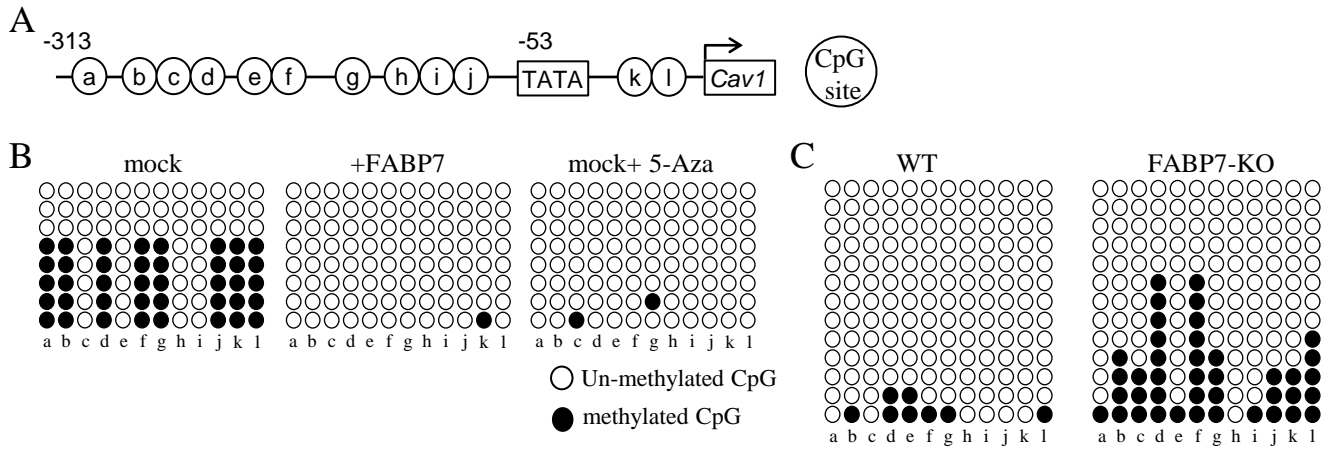 A
-313
-53
a b c d e f g h i j TATA k l Cav1
CpG
site
B
mock
+FABP7
mock+ 5-Aza
C
WT
FABP7-KO
a b c d e f g h i j k l
a b c d e f g h i j k l
a b c d e f g h i j k l
Un-methylated CpG
methylated CpG
a b c d e f g h i j k l
a b c d e f g h i j k l